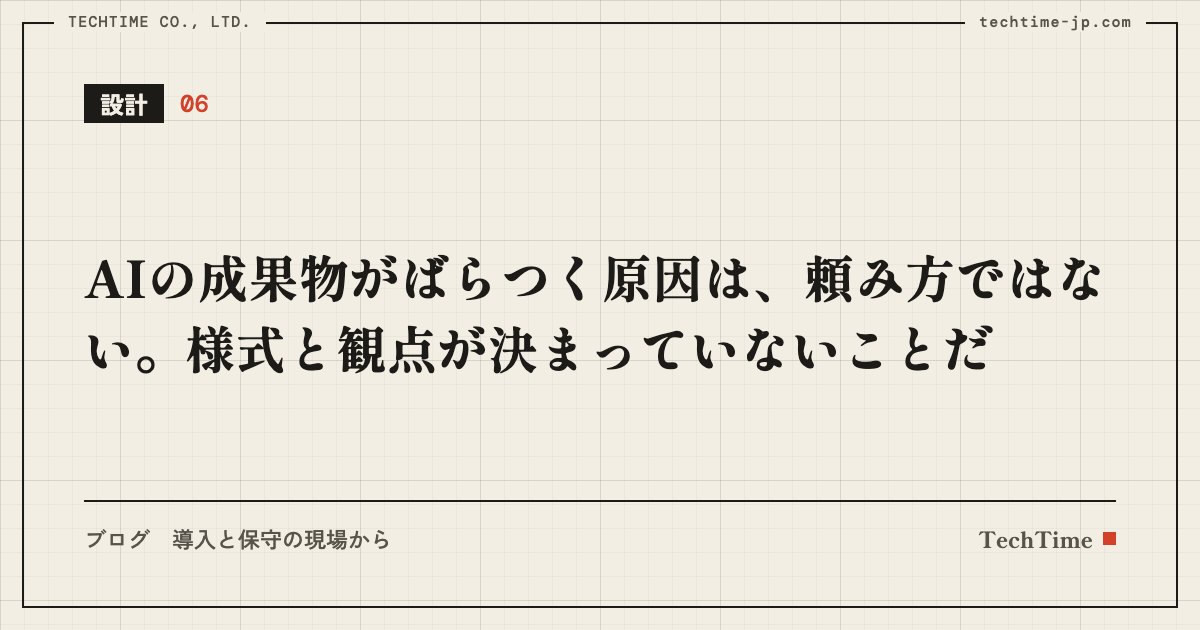 TECHTIME CO., LTD.
techtime-jp.com
設計 06
AIの成果物がばらつく原因は、頼み方ではな
い。様式と観点が決まっていないことだ
ブログ　導入と保守の現場から
TechTime